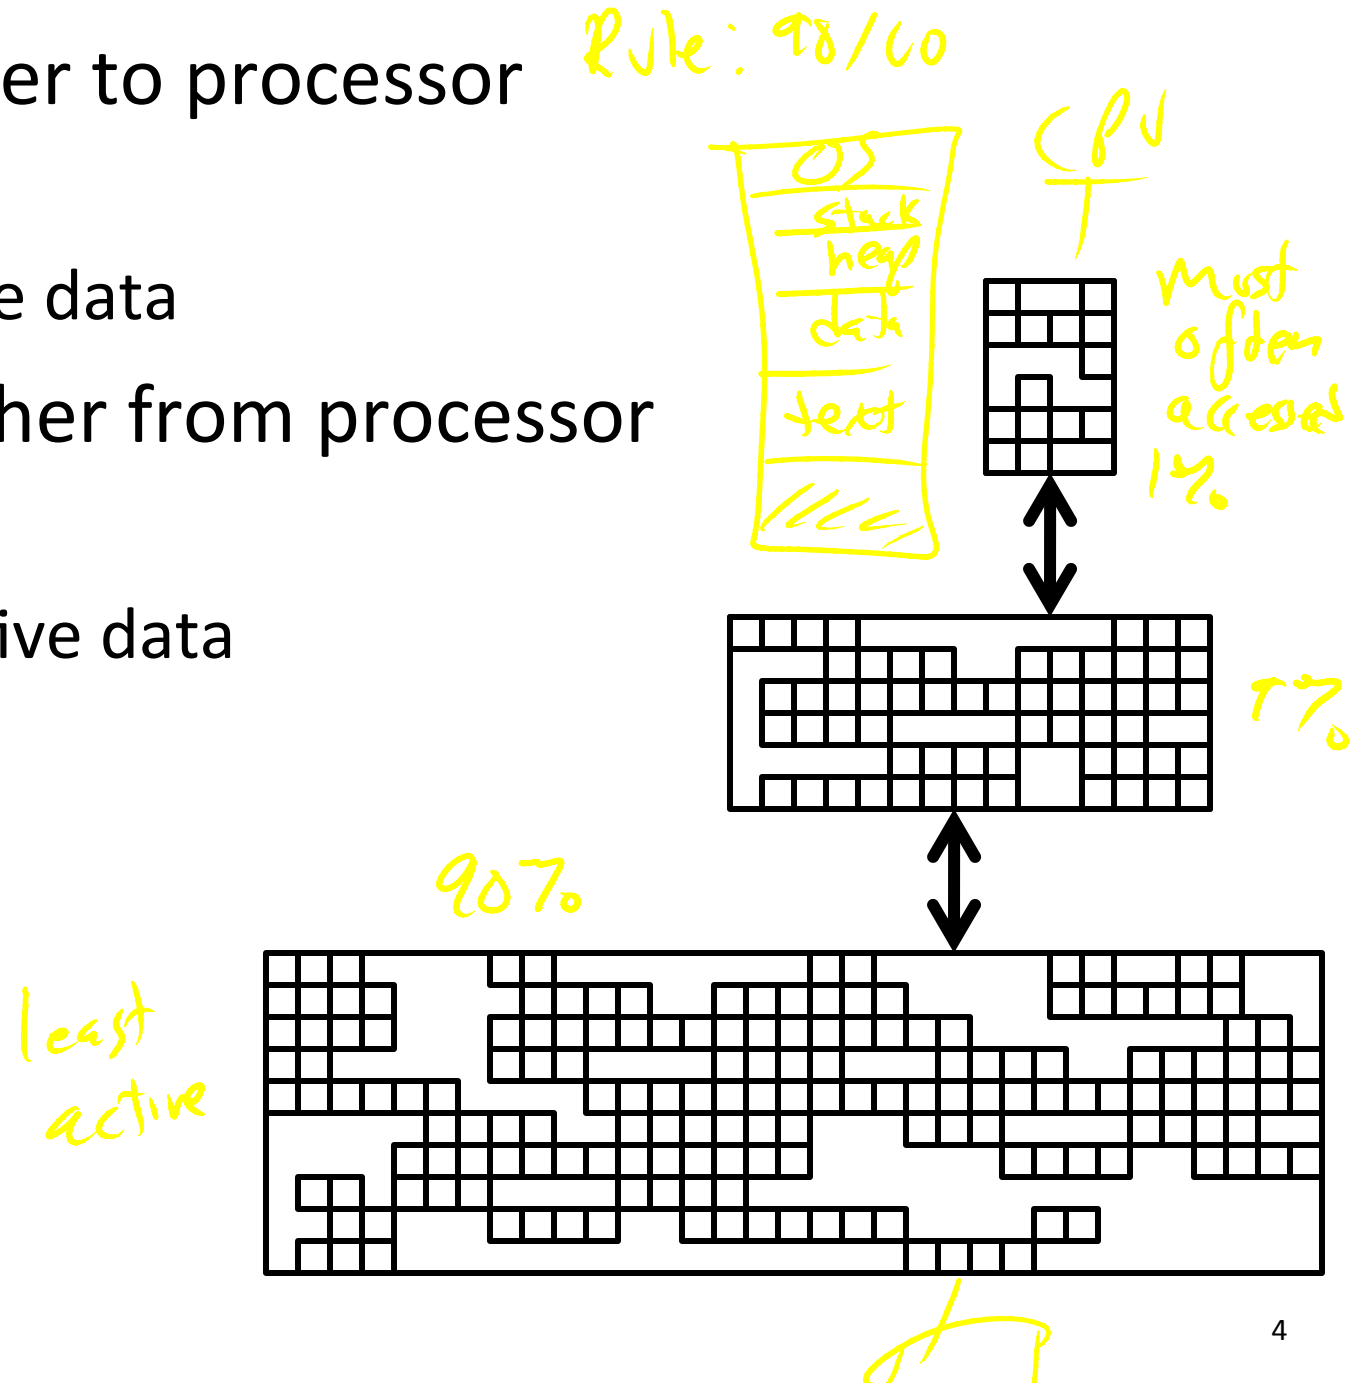 Rule: 98/
er to processor
CPU
OS
stack
heap
e data
data
Most
often
accessed
1%
her from processor
text
ive data
9%
90%
least
active
4